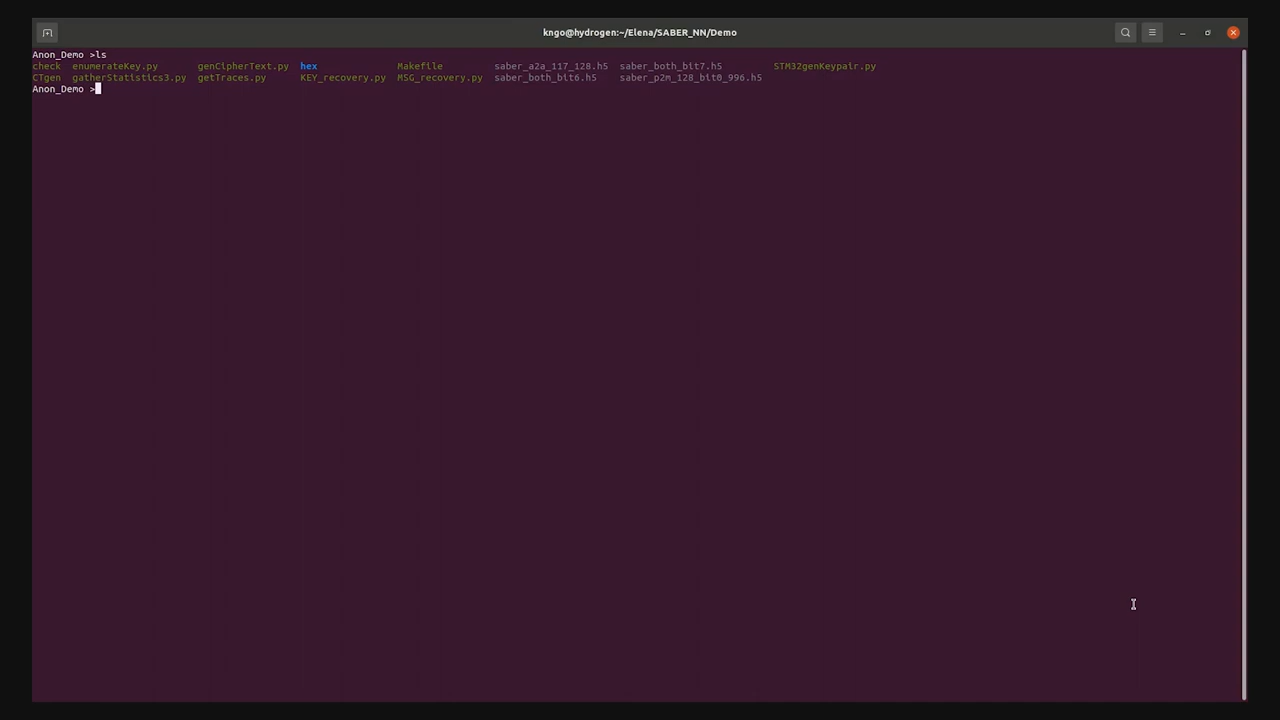 kngo@hydrogen:~/Elena/SABER_NN/Demo
Anon_Demo >ls
check enumerateKey.py genCipherText.py hex Makefile saber_a2a_117_128.h5 saber_both_bit7.h5 STM32genKeypair.py
CTgen gatherStatistics3.py getTraces.py KEY_recovery.py MSG_recovery.py saber_both_bit6.h5 saber_p2m_128_bit0_996.h5
Anon_Demo >